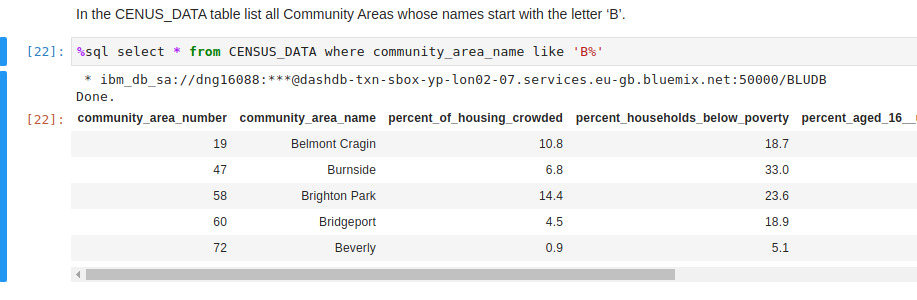 In the CENUS_DATA table list all Community Areas whose names start with the letter ‘B’.
[22]: %sql select * from CENSUS_DATA where community_area_name like 'B%'
* ibm_db_sa://dng16088:***@dashdb-txn-sbox-yp-lon02-07.services.eu-gb.bluemix.net:50000/BLUDB
Done.
[22]: community_area_number community_area_name percent_of_housing_crowded percent_households_below_poverty percent_aged_16__
19 Belmont Cragin 10.8 18.7
47 Burnside 6.8 33.0
58 Brighton Park 14.4 23.6
60 Bridgeport 4.5 18.9
72 Beverly 0.9 5.1